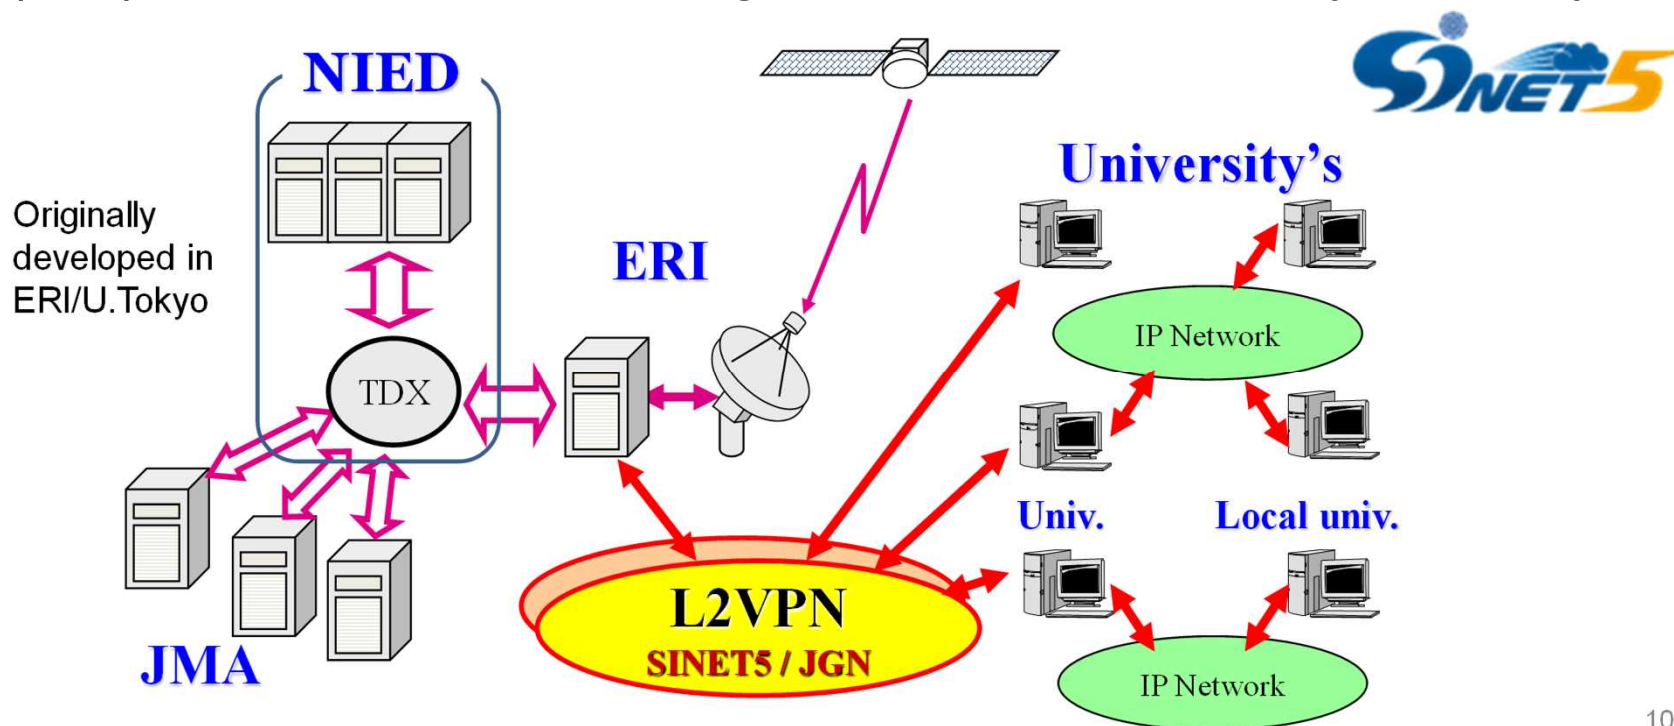 NIED
SINET5
University's
Originally
developed in
ERI/U.Tokyo
ERI
IP Network
TDX
Univ.
Local univ.
L2VPN
SINET5 / JGN
JMA
IP Network
10